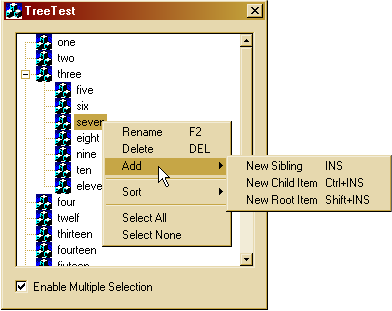 TreeTest
one
two
three
five
six
seven
eight
nine
ten
eleve
four
twelf
thirteen
fourteen
fiuteen
Rename F2
Delete DEL
Add
Sort
Select All
Select None
New Sibling INS
New Child Item Ctrl+INS
New Root Item Shift+INS
Enable Multiple Selection